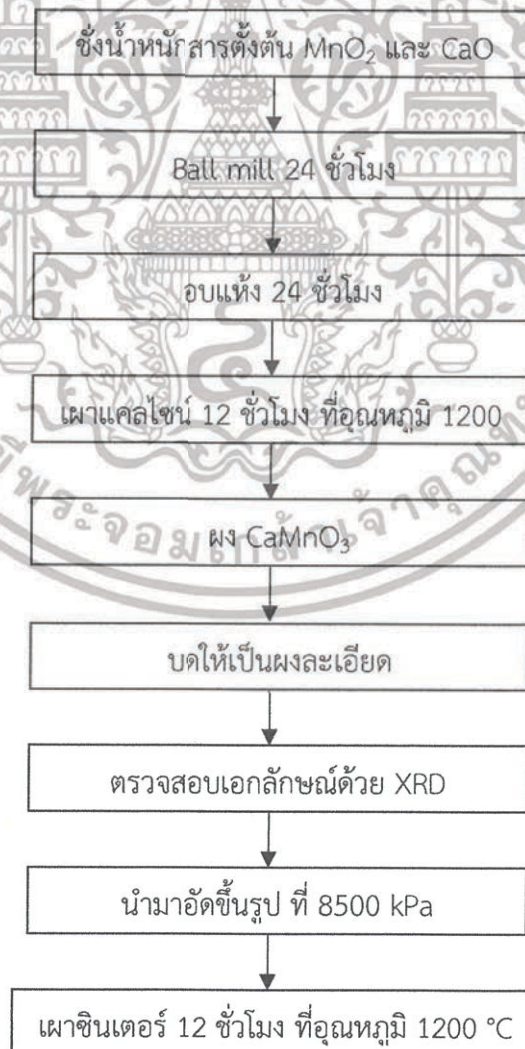 ชั่งน้ำหนักสารตั้งต้น MnO₂ และ CaO
Ball mill 24 ชั่วโมง
อบแห้ง 24 ชั่วโมง
เผาแคลไซน์ 12 ชั่วโมง ที่อุณหภูมิ 1200
ผง CaMnO₃
บดให้เป็นผงละเอียด
ตรวจสอบเอกลักษณ์ด้วย XRD
นำมาอัดขึ้นรูป ที่ 8500 kPa
เผาซินเตอร์ 12 ชั่วโมง ที่อุณหภูมิ 1200 °C